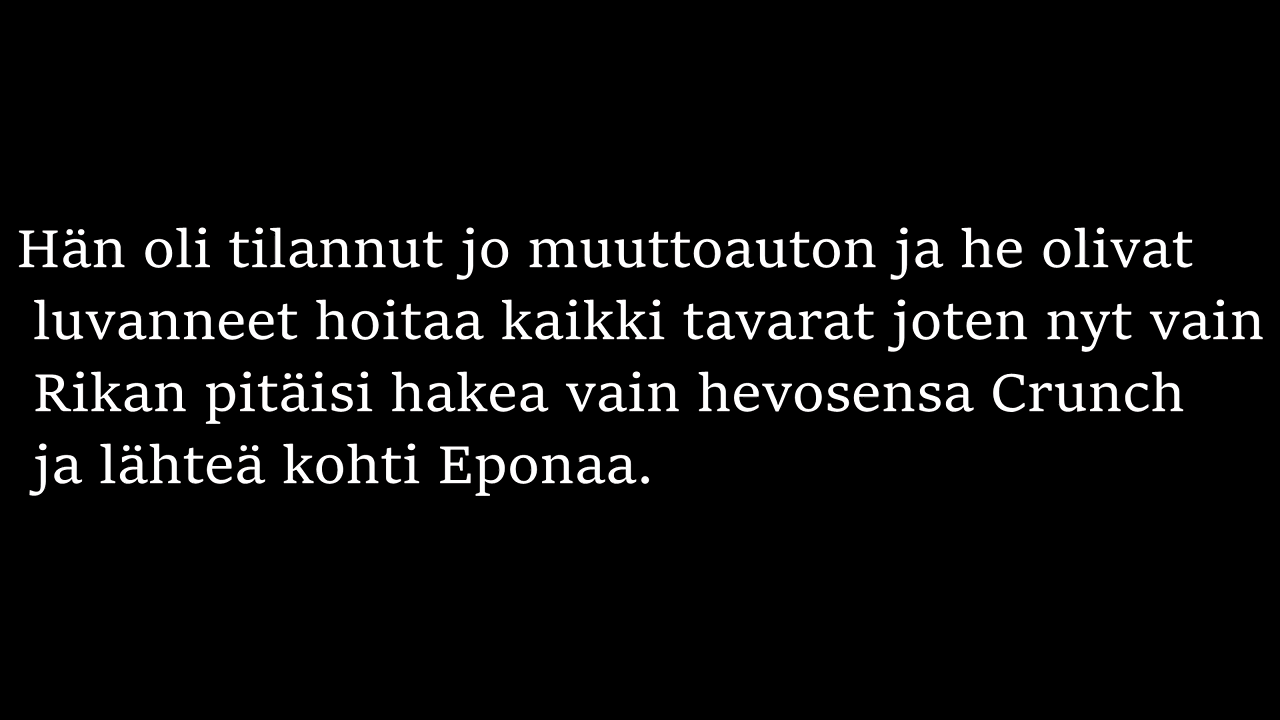 Hän oli tilannut jo muuttoauton ja he olivat
luvanneet hoitaa kaikki tavarat joten nyt vain
Rikan pitäisi hakea vain hevosensa Crunch
ja lähteä kohti Eponaa.